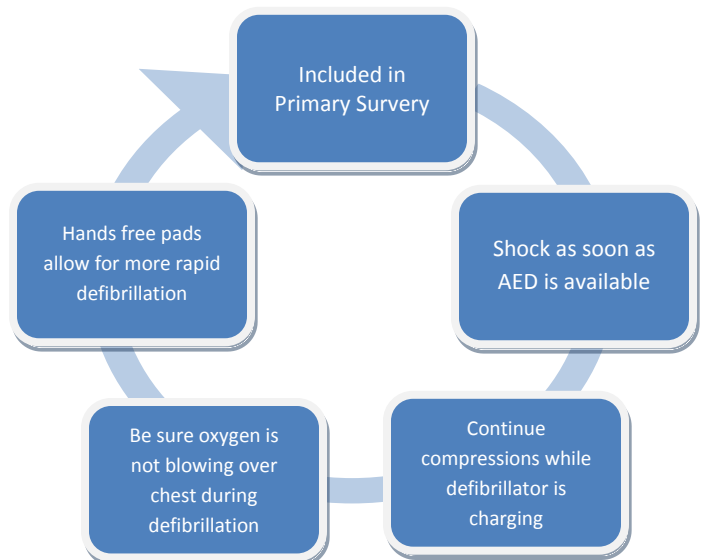 Included in
Primary Survery
Shock as soon as
AED is available
Continue
compressions while
defibrillator is
charging
Be sure oxygen is
not blowing over
chest during
defibrillation
Hands free pads
allow for more rapid
defibrillation